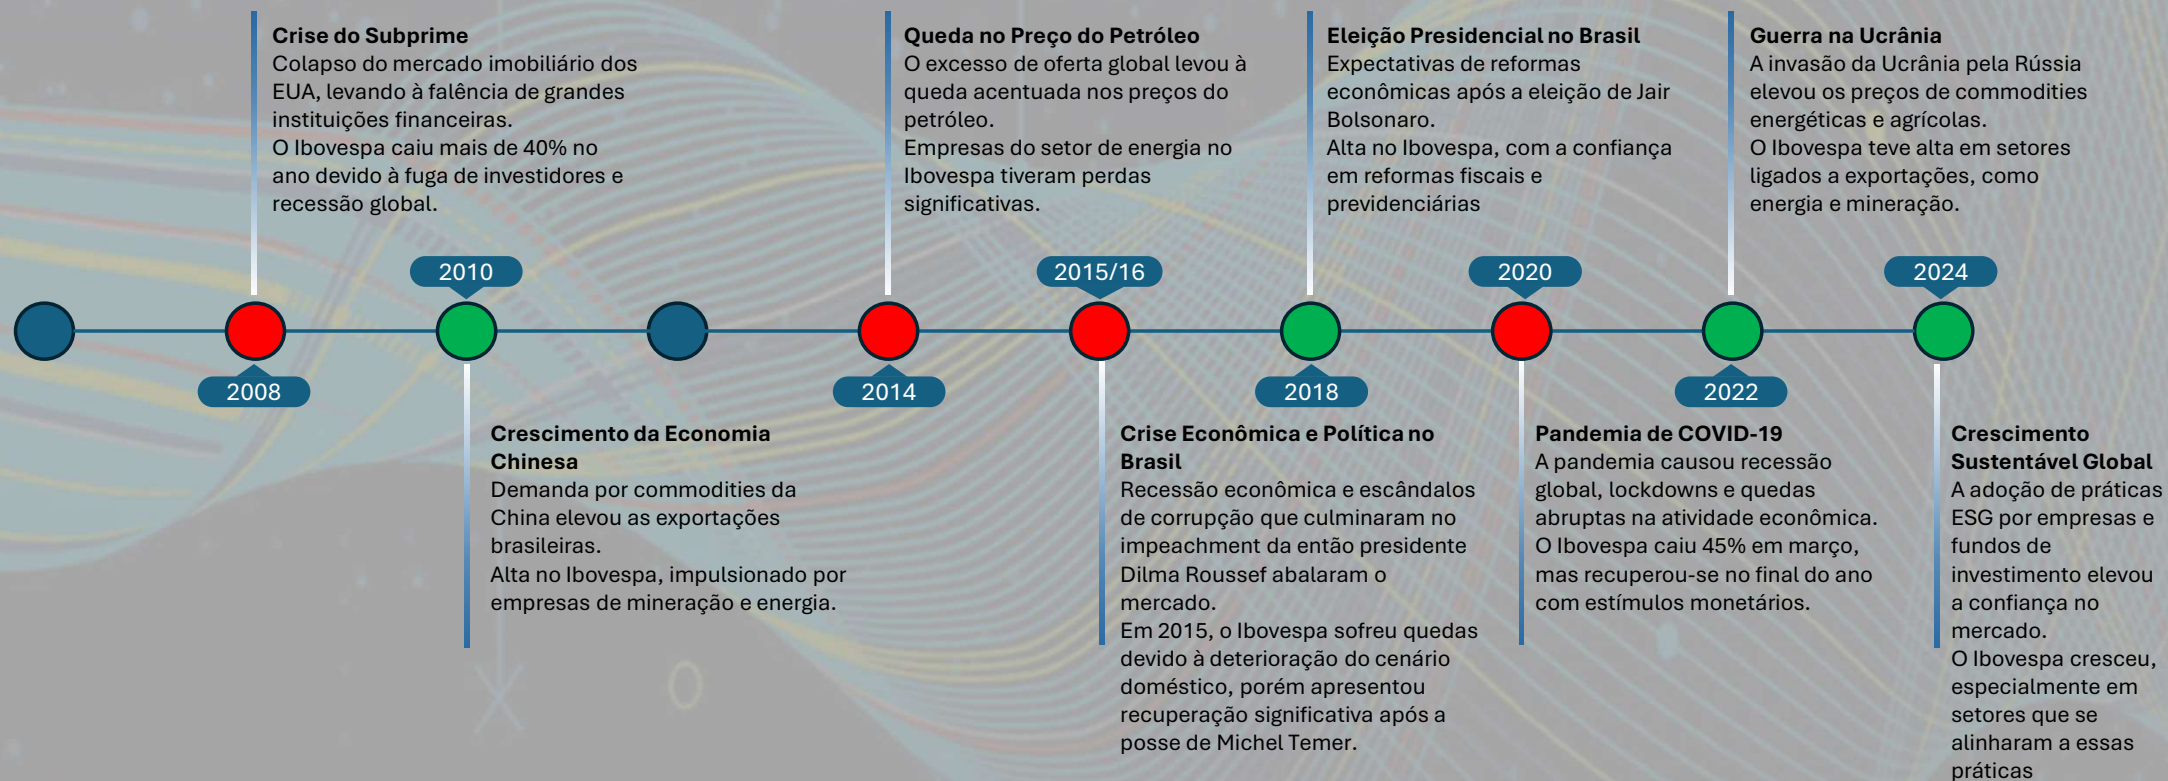 Crise do Subprime
Colapso do mercado imobiliário dos
EUA, levando à falência de grandes
instituições financeiras.
O Ibovespa caiu mais de 40% no
ano devido à fuga de investidores e
recessão global.
2008
2010
Crescimento da Economia
Chinesa
Demanda por commodities da
China elevou as exportações
brasileiras.
Alta no Ibovespa, impulsionado por
empresas de mineração e energia.
Queda no Preço do Petróleo
O excesso de oferta global levou à
queda acentuada nos preços do
petróleo.
Empresas do setor de energia no
Ibovespa tiveram perdas
significativas.
2014
2015/16
Crise Econômica e Política no
Brasil
Recessão econômica e escândalos
de corrupção que culminaram no
impeachment da então presidente
Dilma Roussef abalaram o
mercado.
Em 2015, o Ibovespa sofreu quedas
devido à deterioração do cenário
doméstico, porém apresentou
recuperação significativa após a
posse de Michel Temer.
Eleição Presidencial no Brasil
Expectativas de reformas
econômicas após a eleição de Jair
Bolsonaro.
Alta no Ibovespa, com a confiança
em reformas fiscais e
previdenciárias
2018
2020
Pandemia de COVID-19
A pandemia causou recessão
global, lockdowns e quedas
abruptas na atividade econômica.
O Ibovespa caiu 45% em março,
mas recuperou-se no final do ano
com estímulos monetários.
Guerra na Ucrânia
A invasão da Ucrânia pela Rússia
elevou os preços de commodities
energéticas e agrícolas.
O Ibovespa teve alta em setores
ligados a exportações, como
energia e mineração.
2022
2024
Crescimento
Sustentável Global
A adoção de práticas
ESG por empresas e
fundos de
investimento elevou
a confiança no
mercado.
O Ibovespa cresceu,
especialmente em
setores que se
alinharam a essas
práticas